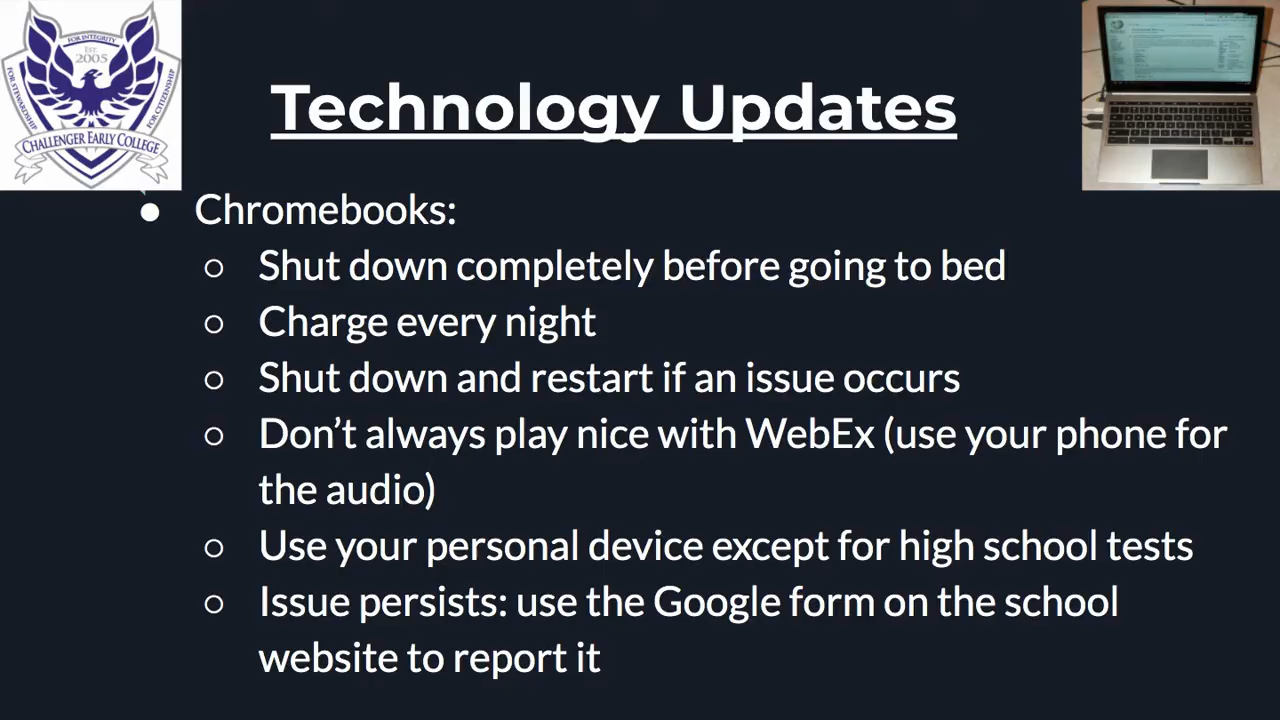 FOR INTEGRITY
Est.
2005
FOR STEWARDSHIP
FOR CITIZENSHIP
CHALLENGER EARLY COLLEGE
Technology Updates
● Chromebooks:
○ Shut down completely before going to bed
○ Charge every night
○ Shut down and restart if an issue occurs
○ Don’t always play nice with WebEx (use your phone for
the audio)
○ Use your personal device except for high school tests
○ Issue persists: use the Google form on the school
website to report it